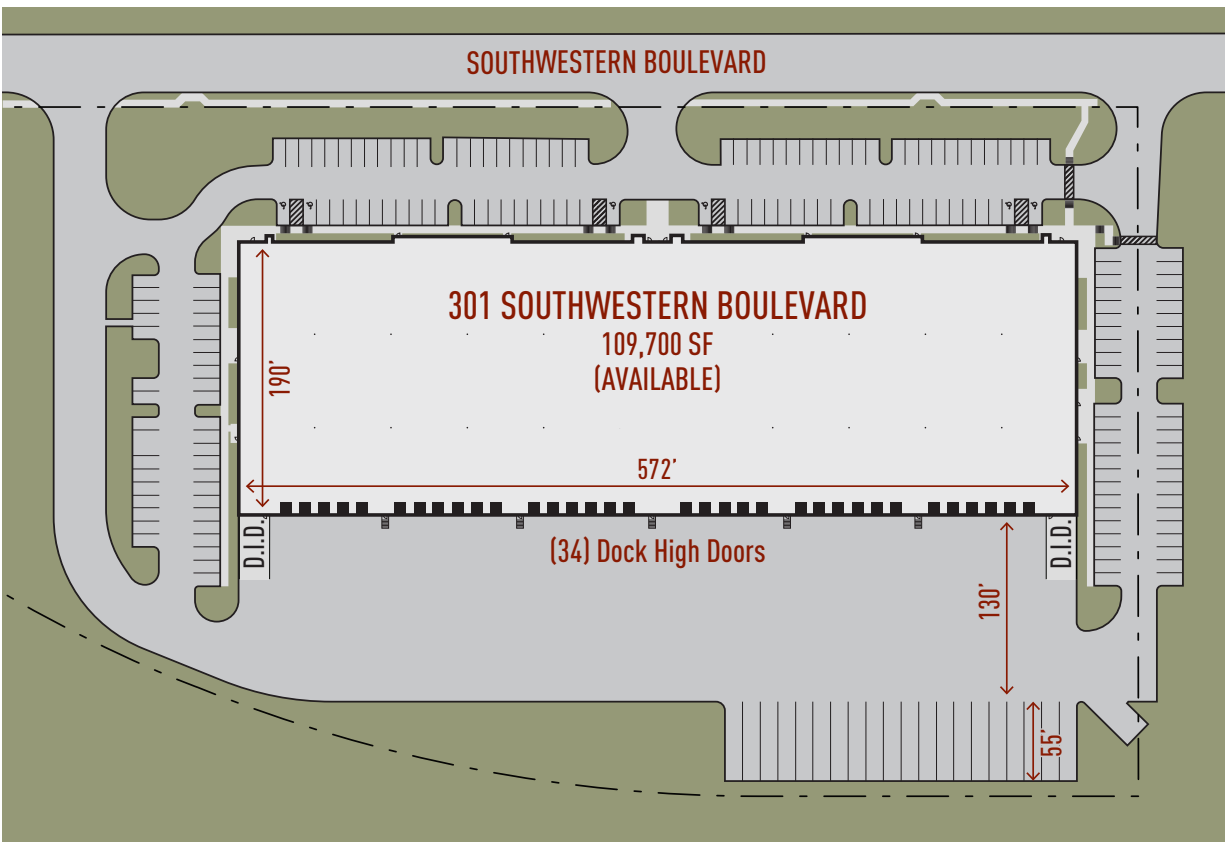 SOUTHWESTERN BOULEVARD
301 SOUTHWESTERN BOULEVARD
109,700 SF
(AVAILABLE)
190'
572'
D.I.D.
(34) Dock High Doors
D.I.D.
130'
55'